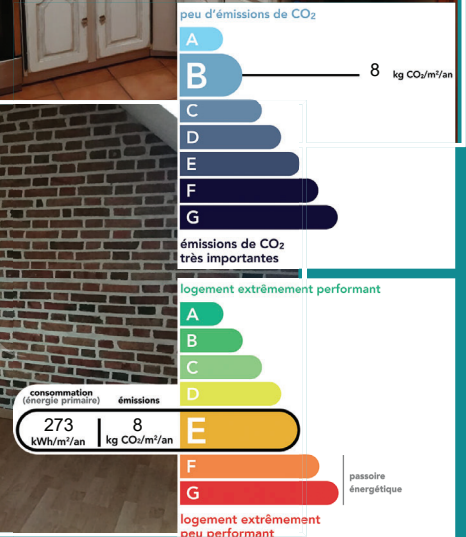 peu d'émissions de CO₂
A
B
8 kg CO₂/m²/an
C
D
E
F
G
émissions de CO₂
très importantes
logement extrêmement performant
A
B
C
D
consommation
(énergie primaire) émissions
273 8 E
kWh/m²/an kg CO₂/m²/an
F
passoire
énergétique
G
logement extrêmement
peu performant